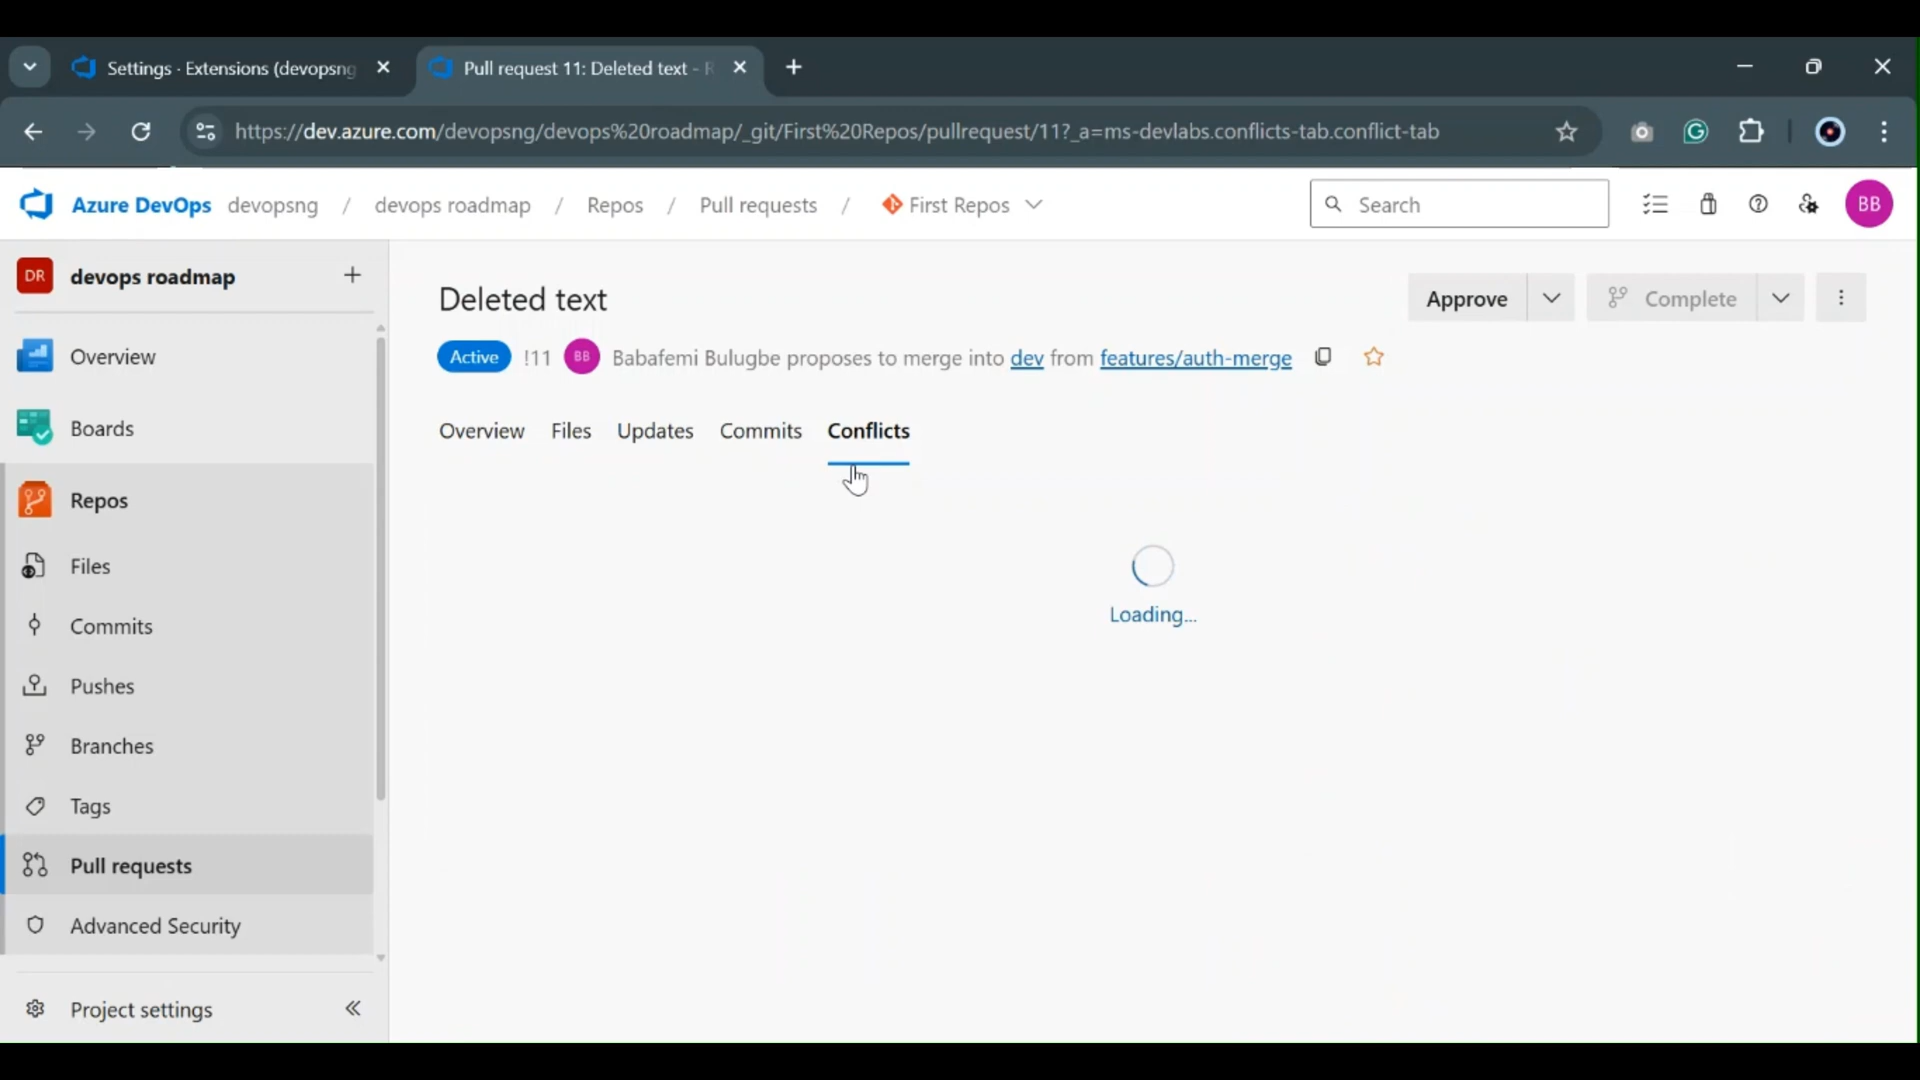 Settings · Extensions (devopsng
Pull request 11: Deleted text -
https://dev.azure.com/devopsng/devops%20roadmap/_git/First%20Repos/pullrequest/11?_a=ms-devlabs.conflicts-tab.conflict-tab
Azure DevOps devopsng / devops roadmap / Repos / Pull requests / First Repos
Search
BB
DR devops roadmap
Deleted text
Approve
Complete
Active !11 BB Babafemi Bulugbe proposes to merge into dev from features/auth-merge
Overview Files Updates Commits Conflicts
Loading...
Overview
Boards
Repos
Files
Commits
Pushes
Branches
Tags
Pull requests
Advanced Security
Project settings